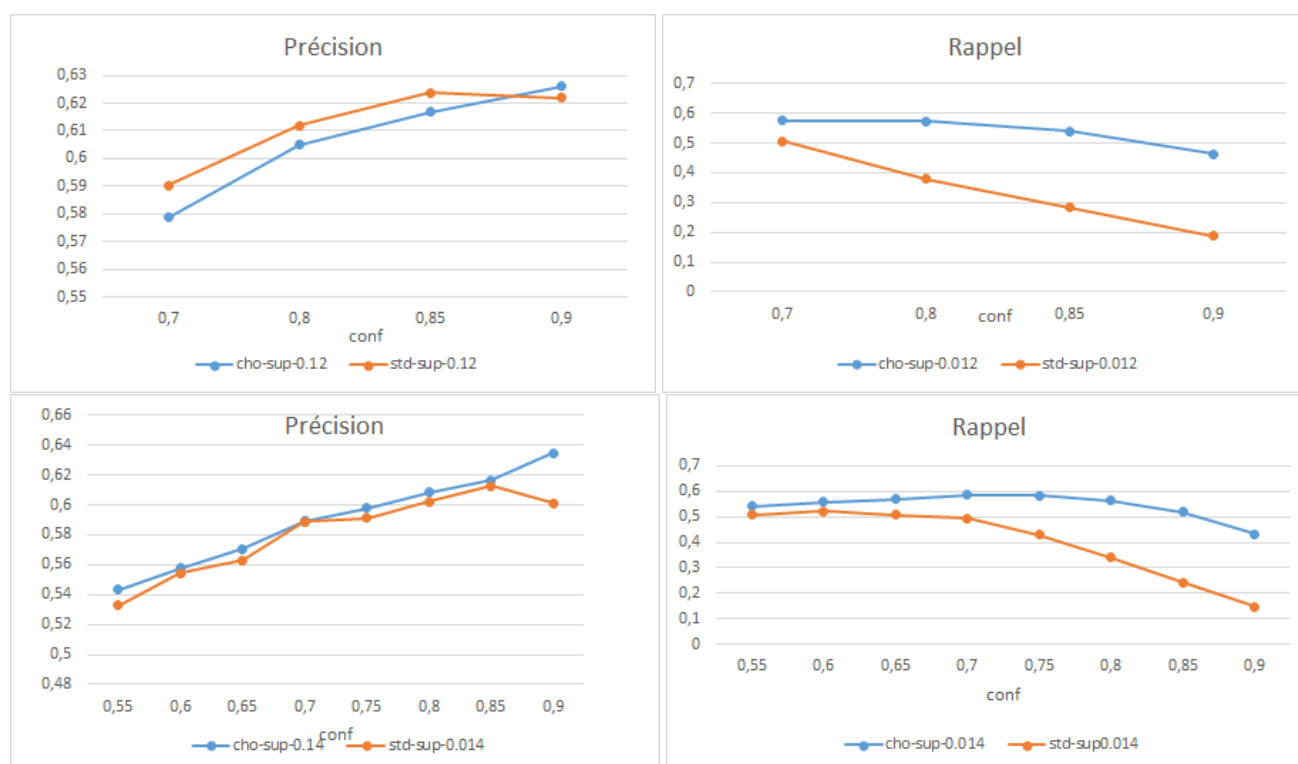 Précision
0,63
0,62
0,61
0,6
0,59
0,58
0,57
0,56
0,55
0,7 0,8 0,85 0,9
conf
cho-sup-0.12 std-sup-0.12
Rappel
0,7
0,6
0,5
0,4
0,3
0,2
0,1
0
0,7 0,8 0,85 0,9
conf
cho-sup-0.012 std-sup-0.012
Précision
0,66
0,64
0,62
0,6
0,58
0,56
0,54
0,52
0,5
0,48
0,55 0,6 0,65 0,7 0,75 0,8 0,85 0,9
conf
cho-sup-0.14 std-sup-0.014
Rappel
0,7
0,6
0,5
0,4
0,3
0,2
0,1
0
0,55 0,6 0,65 0,7 0,75 0,8 0,85 0,9
conf
cho-sup-0.014 std-sup0.014